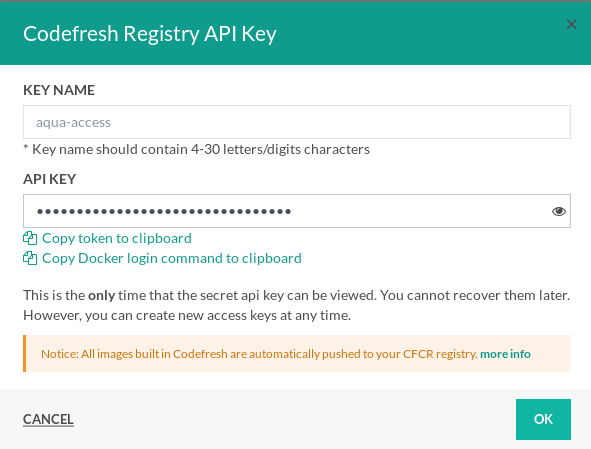 Codefresh Registry API Key
KEY NAME
aqua-access
* Key name should contain 4-30 letters/digits characters
API KEY
••••••••••••••••••••••••••••••••
Copy token to clipboard
Copy Docker login command to clipboard
This is the only time that the secret api key can be viewed. You cannot recover them later.
However, you can create new access keys at any time.
Notice: All images built in Codefresh are automatically pushed to your CFCR registry. more info
CANCEL
OK